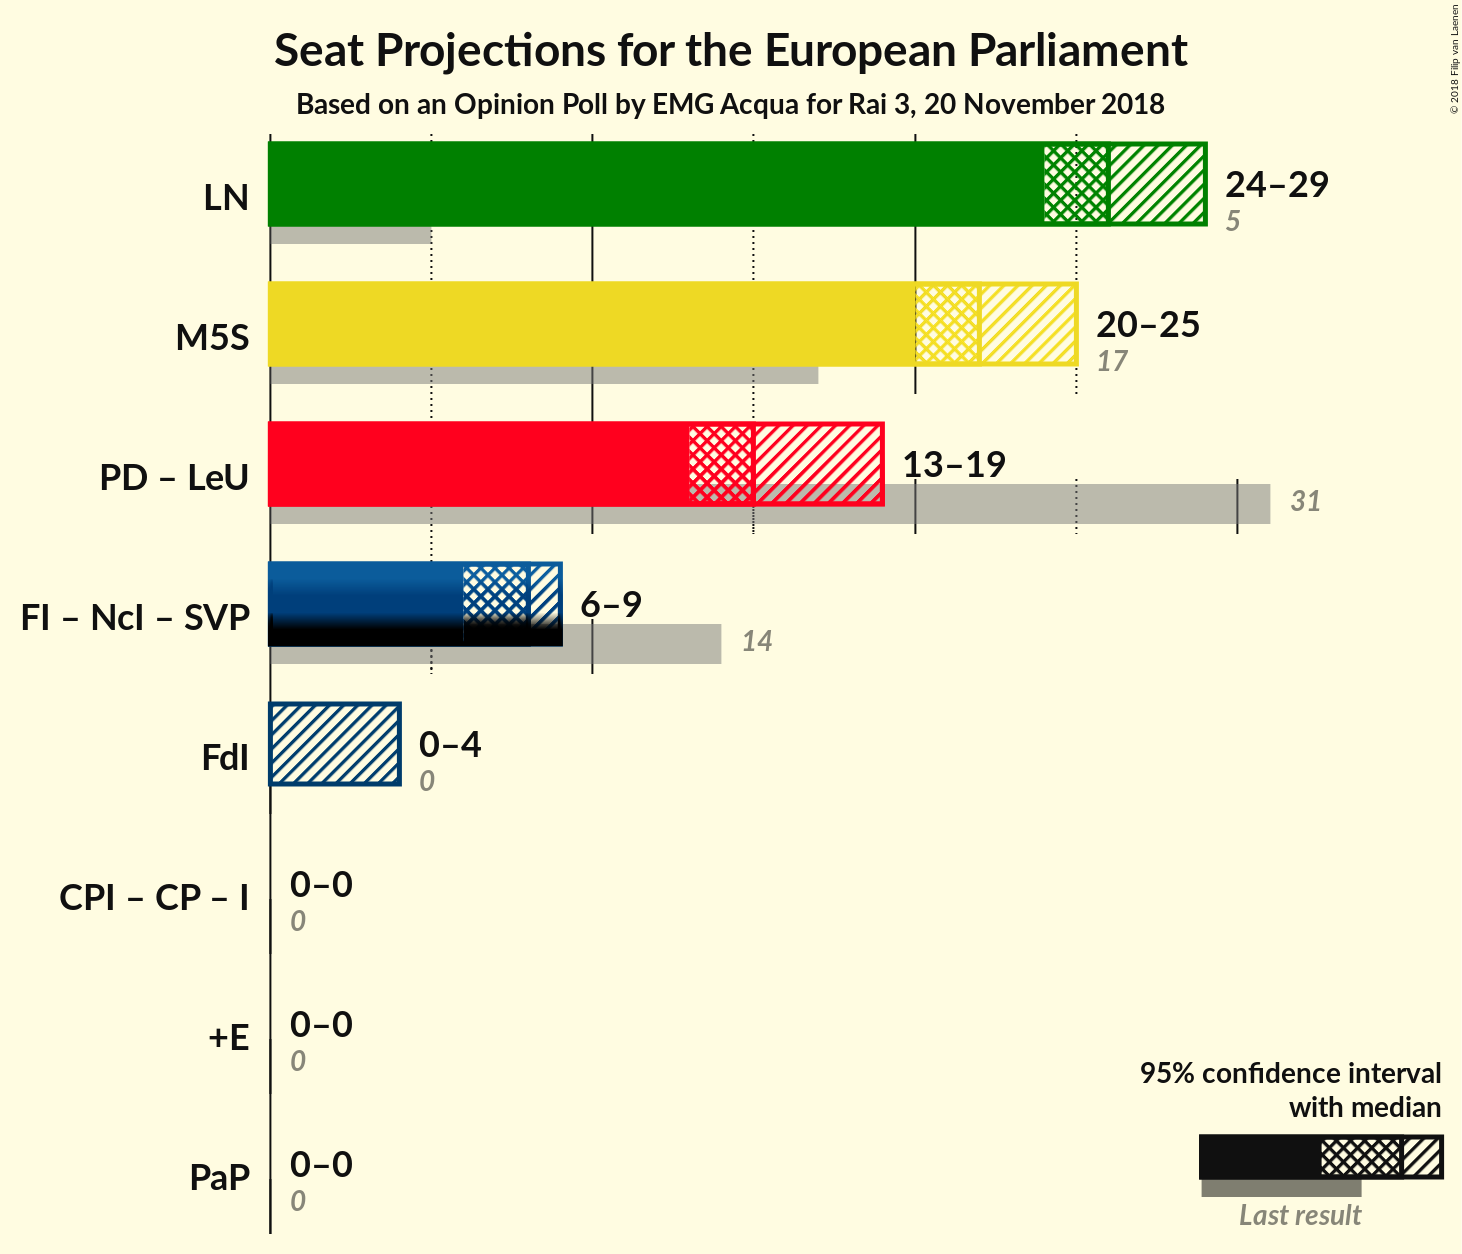 Seat Projections for the European Parliament
Based on an Opinion Poll by EMG Acqua for Rai 3, 20 November 2018
© 2018 Filip van Laenen
LN
24–29
5
M5S
20–25
17
PD – LeU
13–19
31
FI – NcI – SVP
6–9
14
FdI
0–4
0
CPI – CP – I
0–0
0
+E
0–0
0
PaP
0–0
0
95% confidence interval
with median
Last result